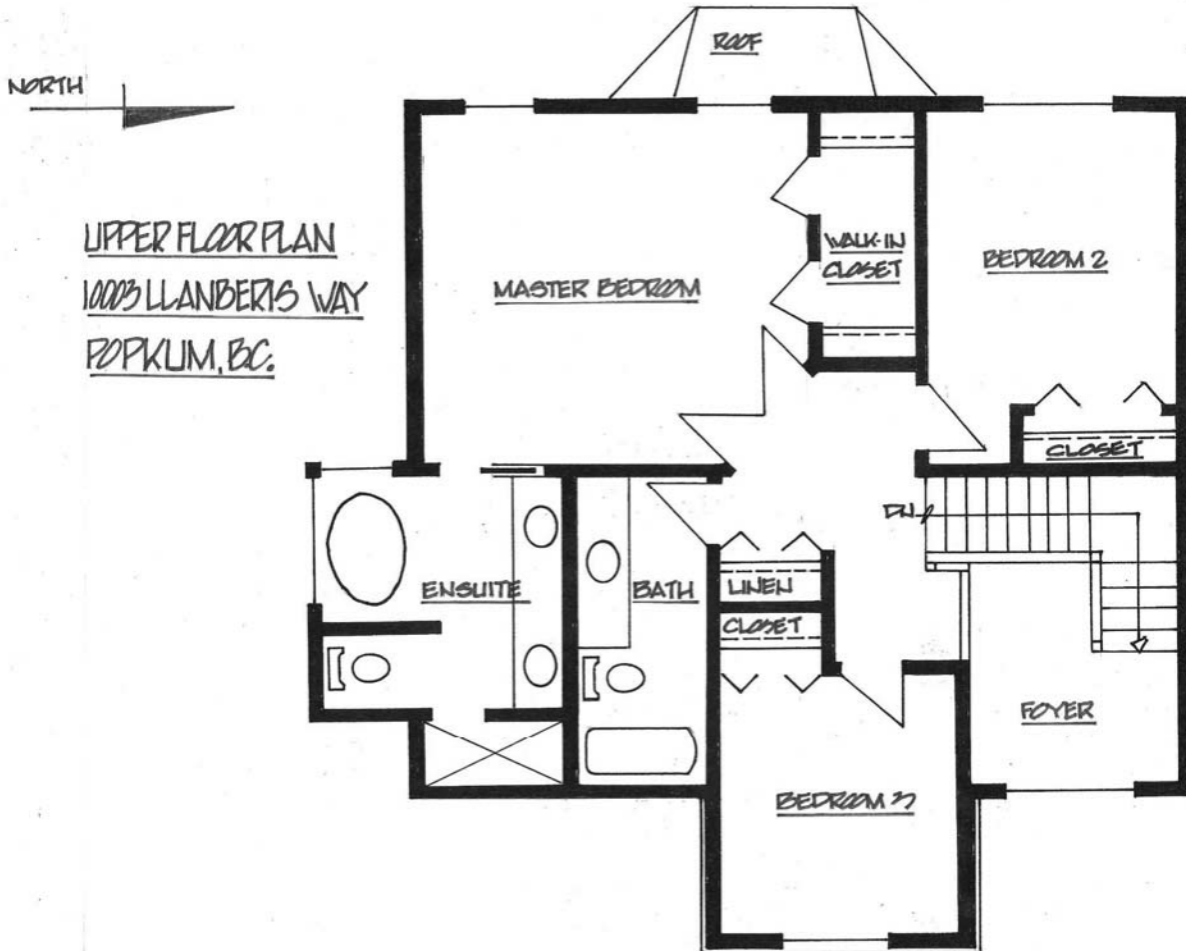 ROOF
NORTH
UPPER FLOOR PLAN
10003 LLANBERIS WAY
POPKUM, B.C.
WALK-IN
CLOSET
BEDROOM 2
MASTER BEDROOM
CLOSET
DN
ENSUITE
BATH
LINEN
CLOSET
FOYER
BEDROOM 3